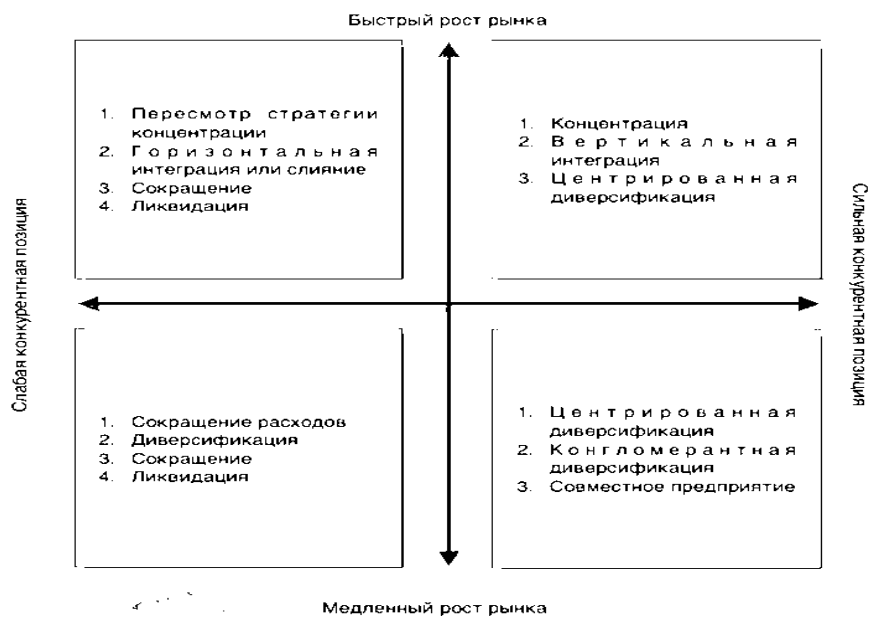 Быстрый рост рынка
1. Пересмотр стратегии
концентрации
2. Горизонтальная
интеграция или слияние
3. Сокращение
4. Ликвидация
1. Концентрация
2. Вертикальная
интеграция
3. Центрированная
диверсификация
Слабая конкурентная позиция
Сильная конкурентная позиция
1. Сокращение расходов
2. Диверсификация
3. Сокращение
4. Ликвидация
1. Центрированная
диверсификация
2. Конгломерантная
диверсификация
3. Совместное предприятие
Медленный рост рынка